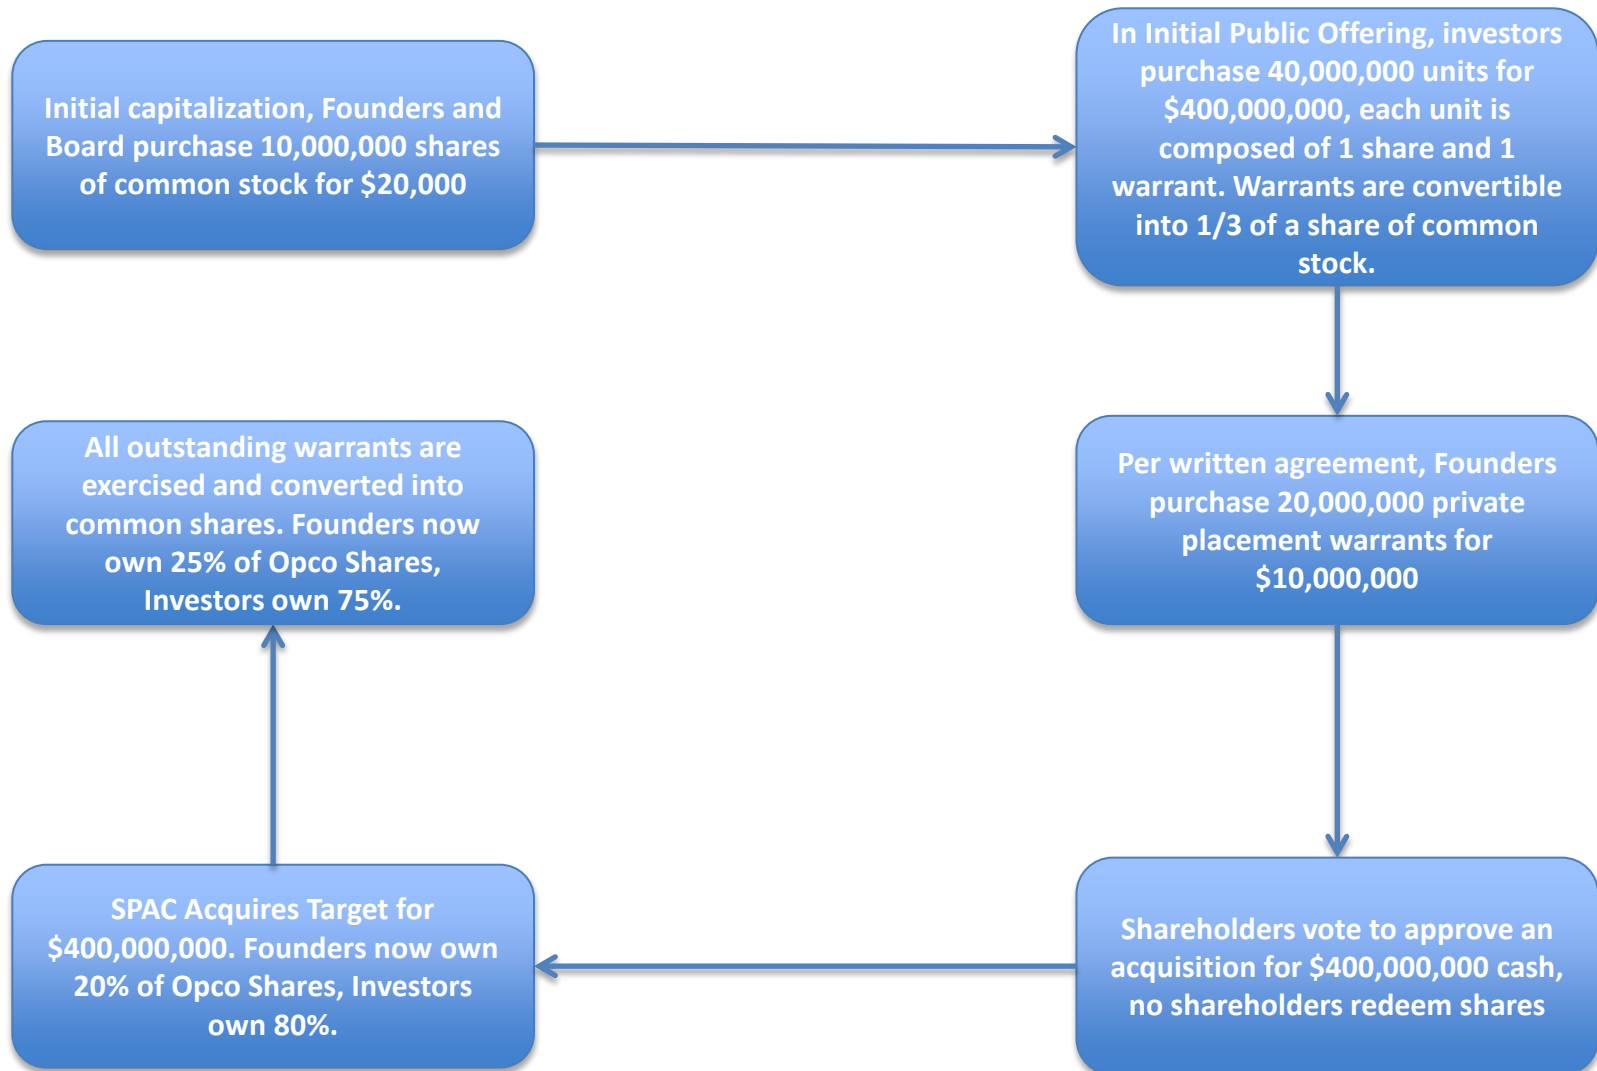 Initial capitalization, Founders and
Board purchase 10,000,000 shares
of common stock for $20,000
In Initial Public Offering, investors
purchase 40,000,000 units for
$400,000,000, each unit is
composed of 1 share and 1
warrant. Warrants are convertible
into 1/3 of a share of common
stock.
Per written agreement, Founders
purchase 20,000,000 private
placement warrants for
$10,000,000
Shareholders vote to approve an
acquisition for $400,000,000 cash,
no shareholders redeem shares
SPAC Acquires Target for
$400,000,000. Founders now own
20% of Opco Shares, Investors
own 80%.
All outstanding warrants are
exercised and converted into
common shares. Founders now
own 25% of Opco Shares,
Investors own 75%.